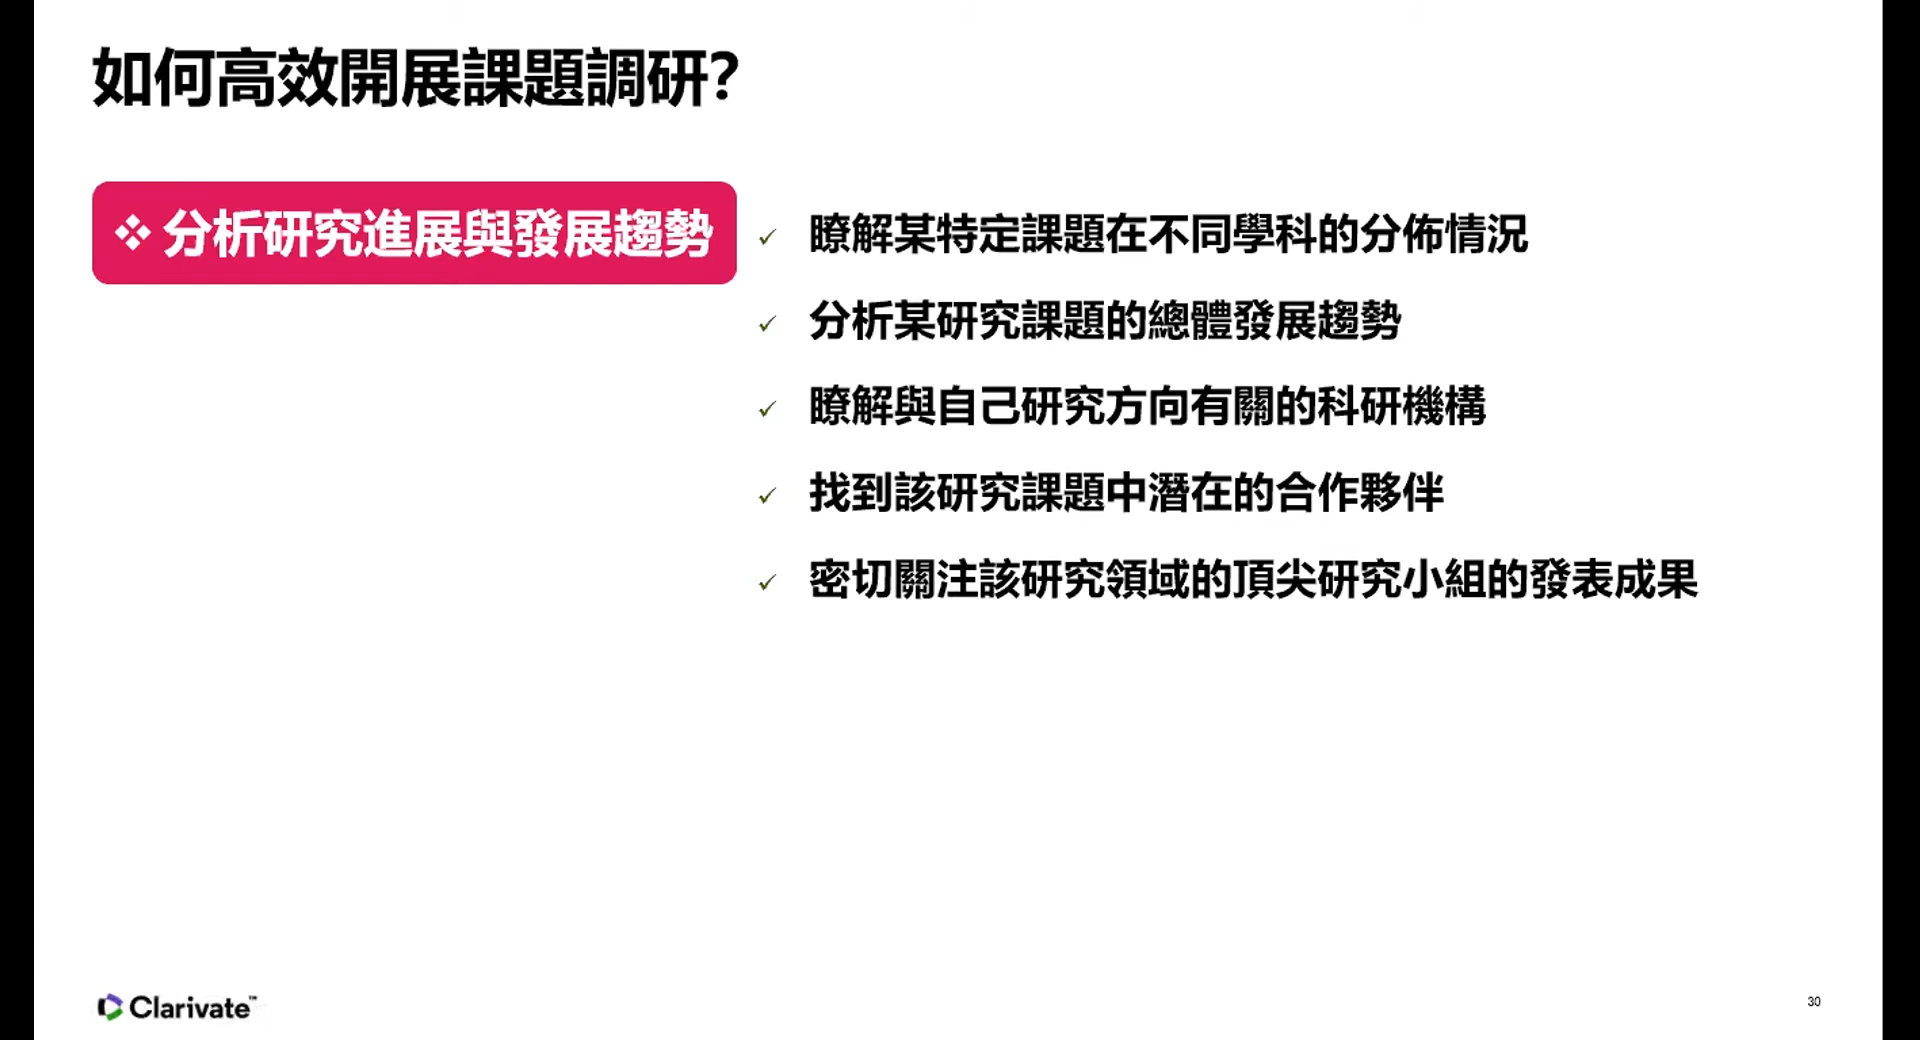 如何高效開展課題調研?
❖ 分析研究進展與發展趨勢
✓ 瞭解某特定課題在不同學科的分佈情況
✓ 分析某研究課題的總體發展趨勢
✓ 瞭解與自己研究方向有關的科研機構
✓ 找到該研究課題中潛在的合作夥伴
✓ 密切關注該研究領域的頂尖研究小組的發表成果
Clarivate™
30